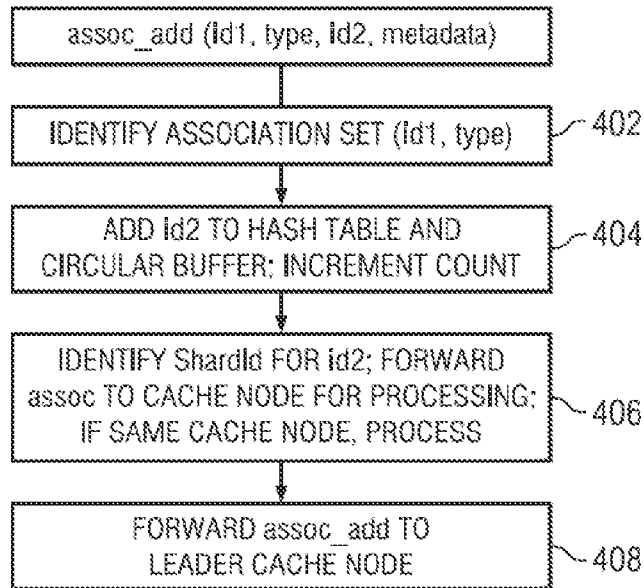 assoc_add (id1, type, id2, metadata)
IDENTIFY ASSOCIATION SET (id1, type)
402
ADD id2 TO HASH TABLE AND
CIRCULAR BUFFER; INCREMENT COUNT
404
IDENTIFY ShardId FOR id2; FORWARD
assoc TO CACHE NODE FOR PROCESSING;
IF SAME CACHE NODE, PROCESS
406
FORWARD assoc_add TO
LEADER CACHE NODE
408